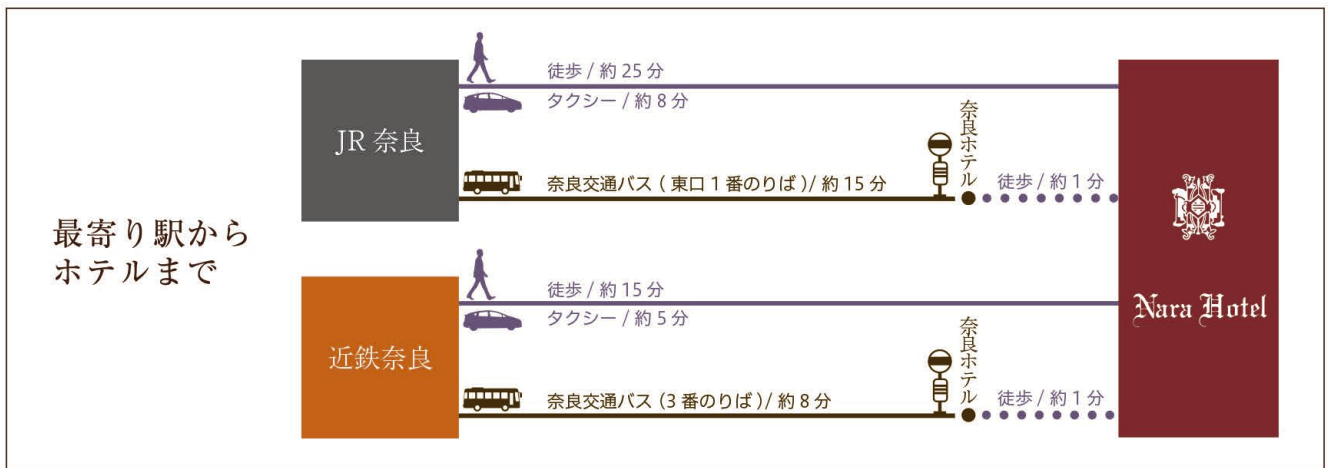 最寄り駅から
ホテルまで
JR 奈良
徒歩 / 約 25 分
タクシー / 約 8 分
奈良交通バス ( 東口 1 番のりば )/ 約 15 分
奈良ホテル
徒歩 / 約 1 分
近鉄奈良
徒歩 / 約 15 分
タクシー / 約 5 分
奈良交通バス (3 番のりば )/ 約 8 分
奈良ホテル
徒歩 / 約 1 分
Nara Hotel